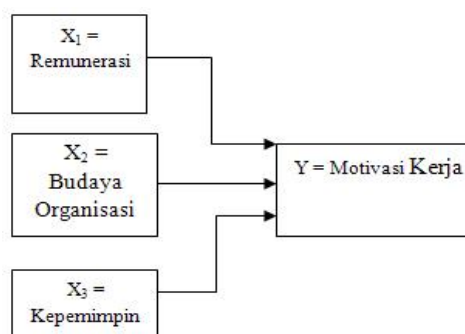 X₁ =
Remunerasi
X₂ =
Budaya
Organisasi
Y = Motivasi Kerja
X₃ =
Kepemimpin